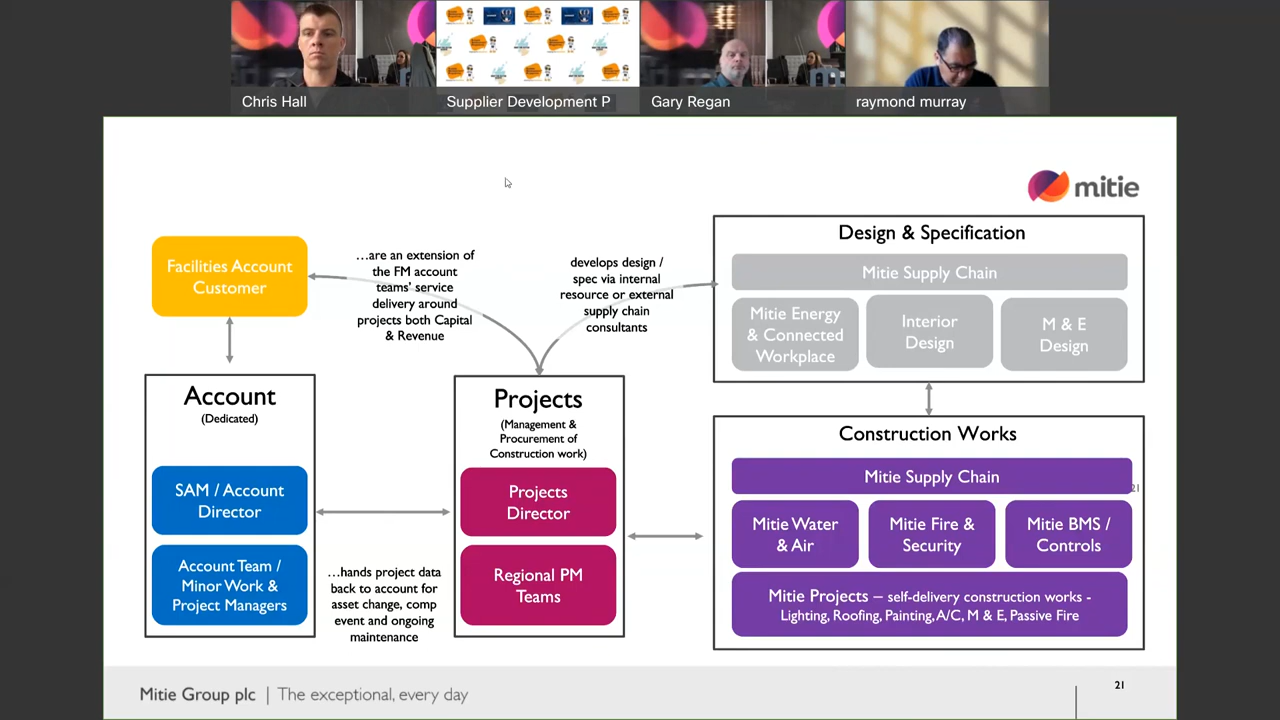 Chris Hall
Supplier Development P
Gary Regan
raymond murray
mitie
Facilities Account
Customer
…are an extension of
the FM account
teams' service
delivery around
projects both Capital
& Revenue
develops design /
spec via internal
resource or external
supply chain
consultants
Design & Specification
Mitie Supply Chain
Mitie Energy
& Connected
Workplace
Interior
Design
M & E
Design
Account
(Dedicated)
SAM / Account
Director
Account Team /
Minor Work &
Project Managers
…hands project data
back to account for
asset change, comp
event and ongoing
maintenance
Projects
(Management &
Procurement of
Construction work)
Projects
Director
Regional PM
Teams
Construction Works
Mitie Supply Chain
21
Mitie Water
& Air
Mitie Fire &
Security
Mitie BMS /
Controls
Mitie Projects – self-delivery construction works -
Lighting, Roofing, Painting, A/C, M & E, Passive Fire
Mitie Group plc | The exceptional, every day
21